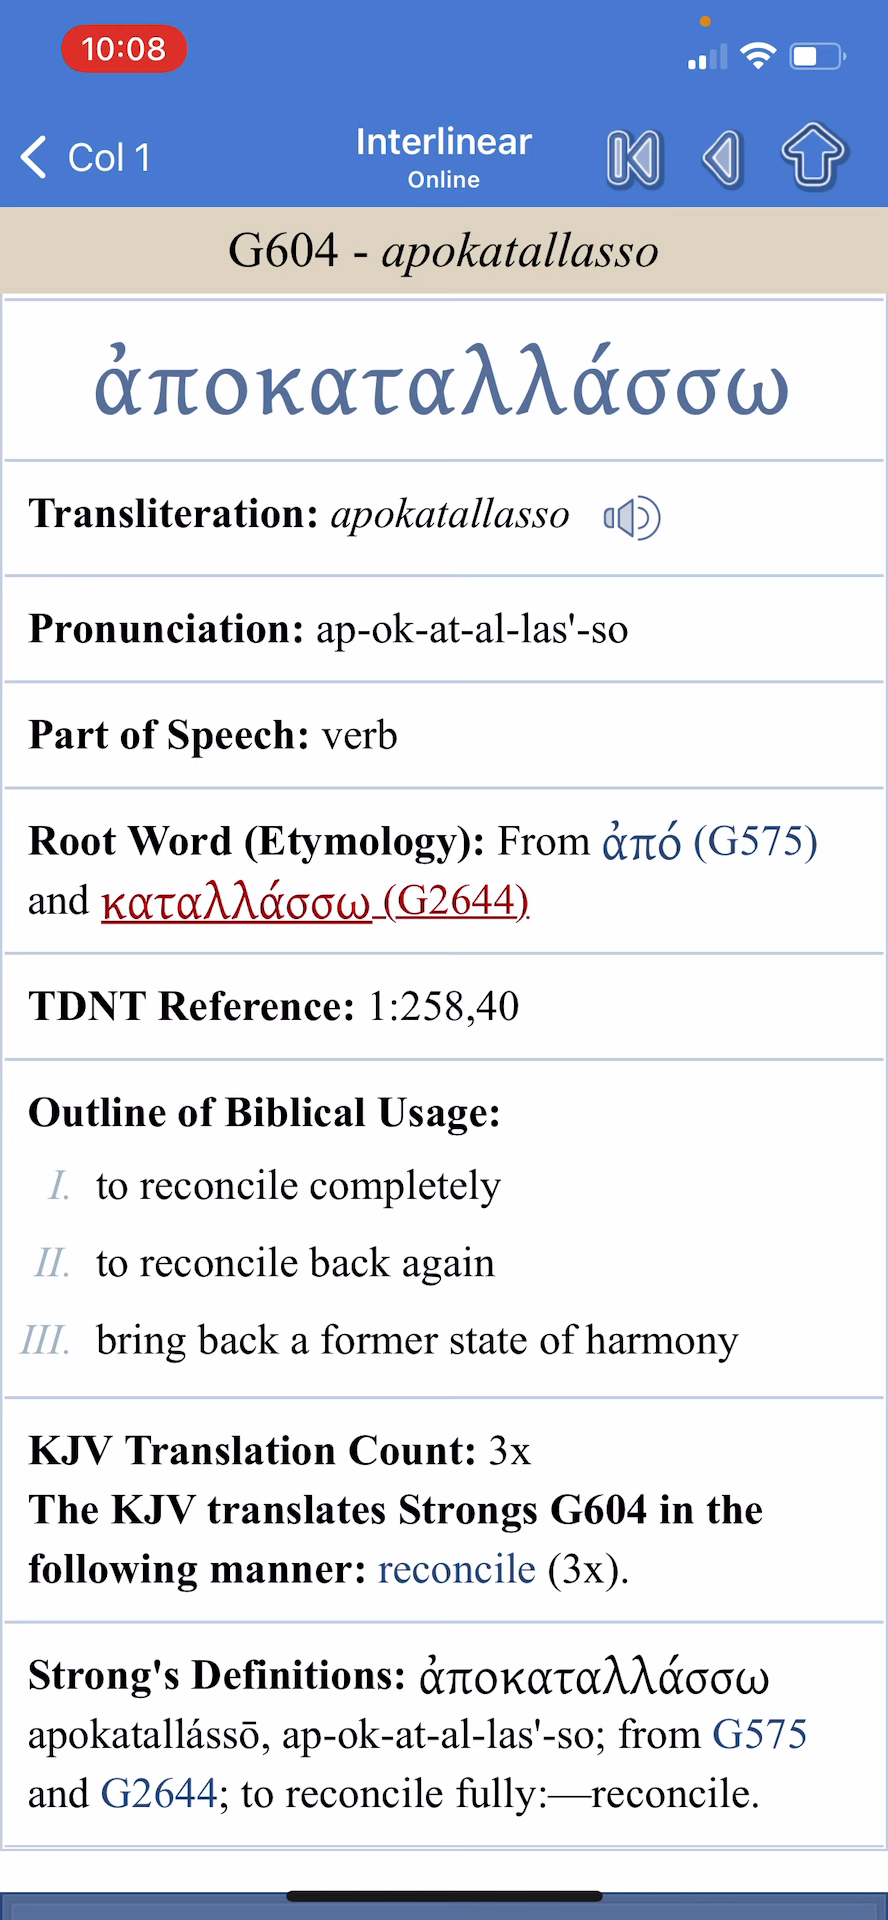 10:08
Col 1
Interlinear
Online
G604 - apokatallasso
ἀποκαταλλάσσω
Transliteration: apokatallasso
Pronunciation: ap-ok-at-al-las'-so
Part of Speech: verb
Root Word (Etymology): From ἀπό (G575)
and καταλλάσσω (G2644)
TDNT Reference: 1:258,40
Outline of Biblical Usage:
I. to reconcile completely
II. to reconcile back again
III. bring back a former state of harmony
KJV Translation Count: 3x
The KJV translates Strongs G604 in the
following manner: reconcile (3x).
Strong's Definitions: ἀποκαταλλάσσω
apokatallássō, ap-ok-at-al-las'-so; from G575
and G2644; to reconcile fully:—reconcile.